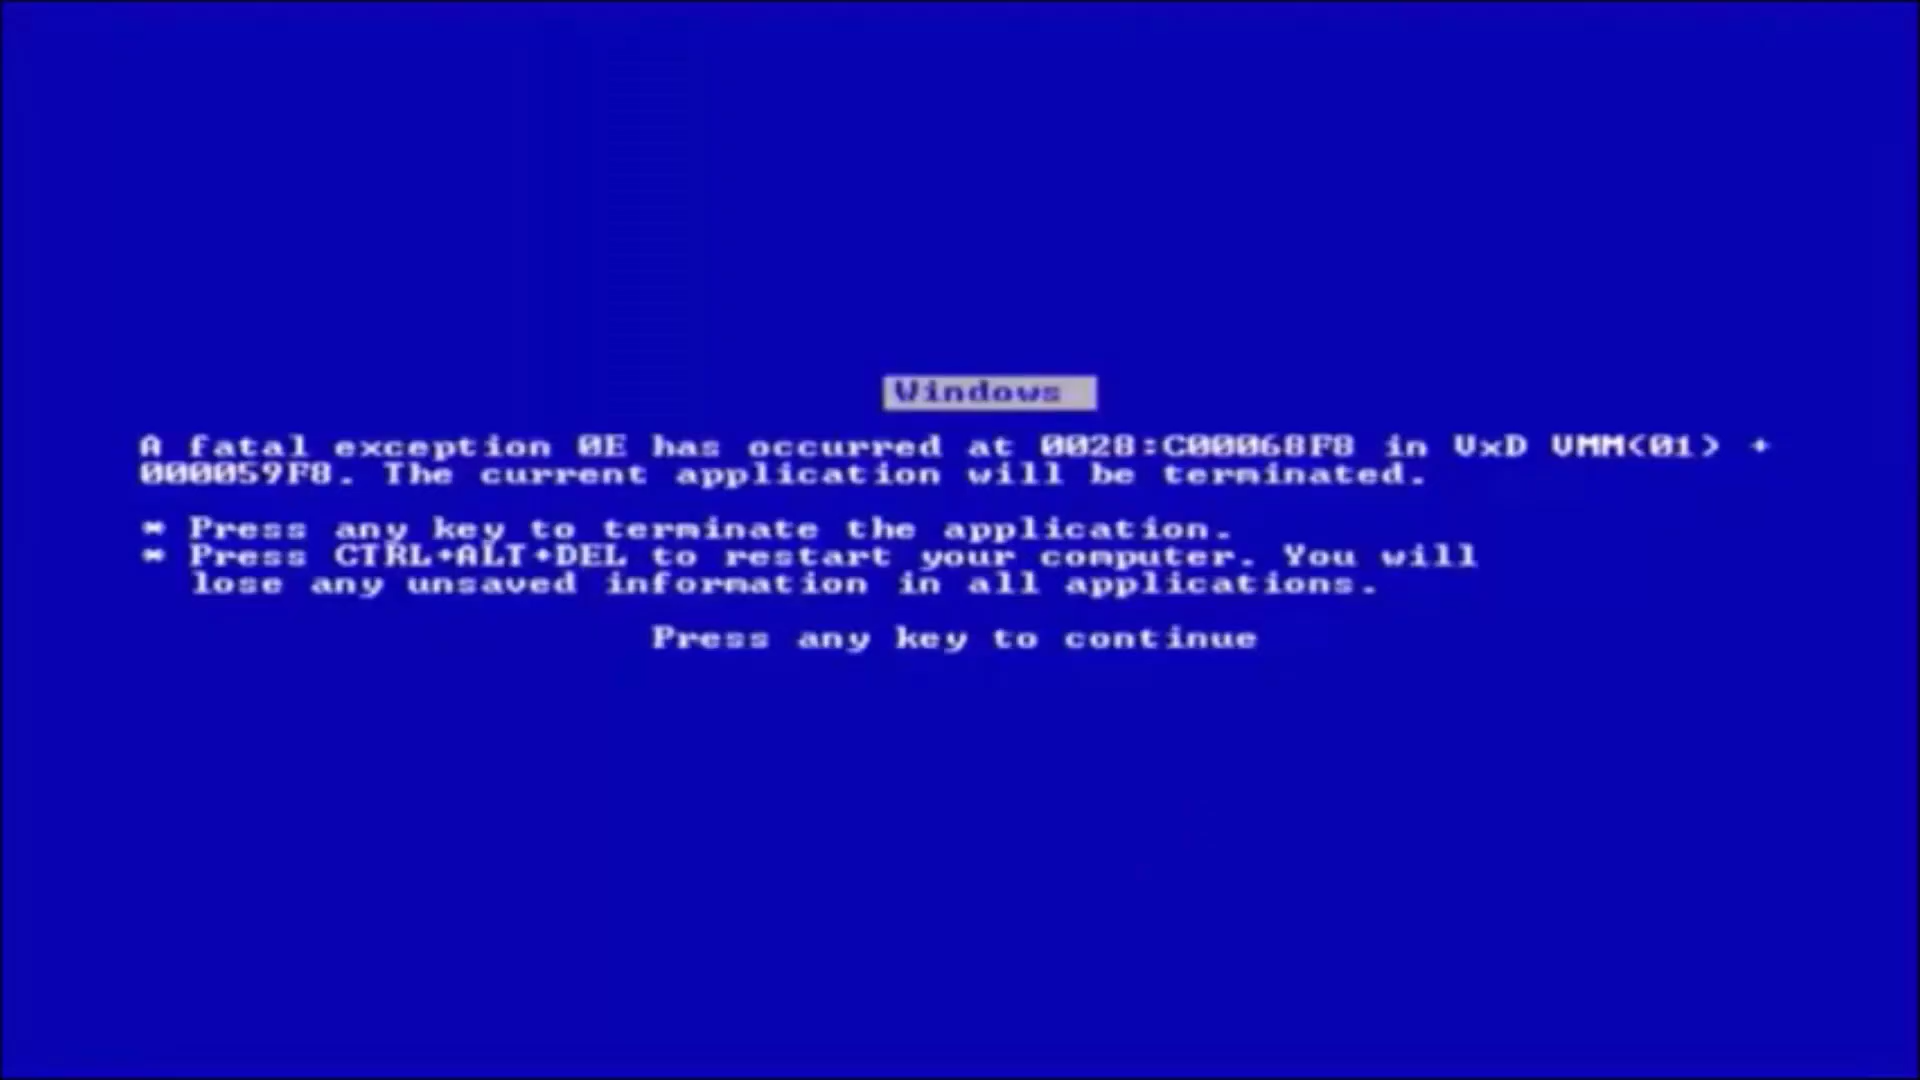 Windows
A fatal exception 0E has occurred at 0028:C00068F8 in VxD VMM(01) +
000059F8. The current application will be terminated.
* Press any key to terminate the application.
* Press CTRL+ALT+DEL to restart your computer. You will
lose any unsaved information in all applications.
Press any key to continue